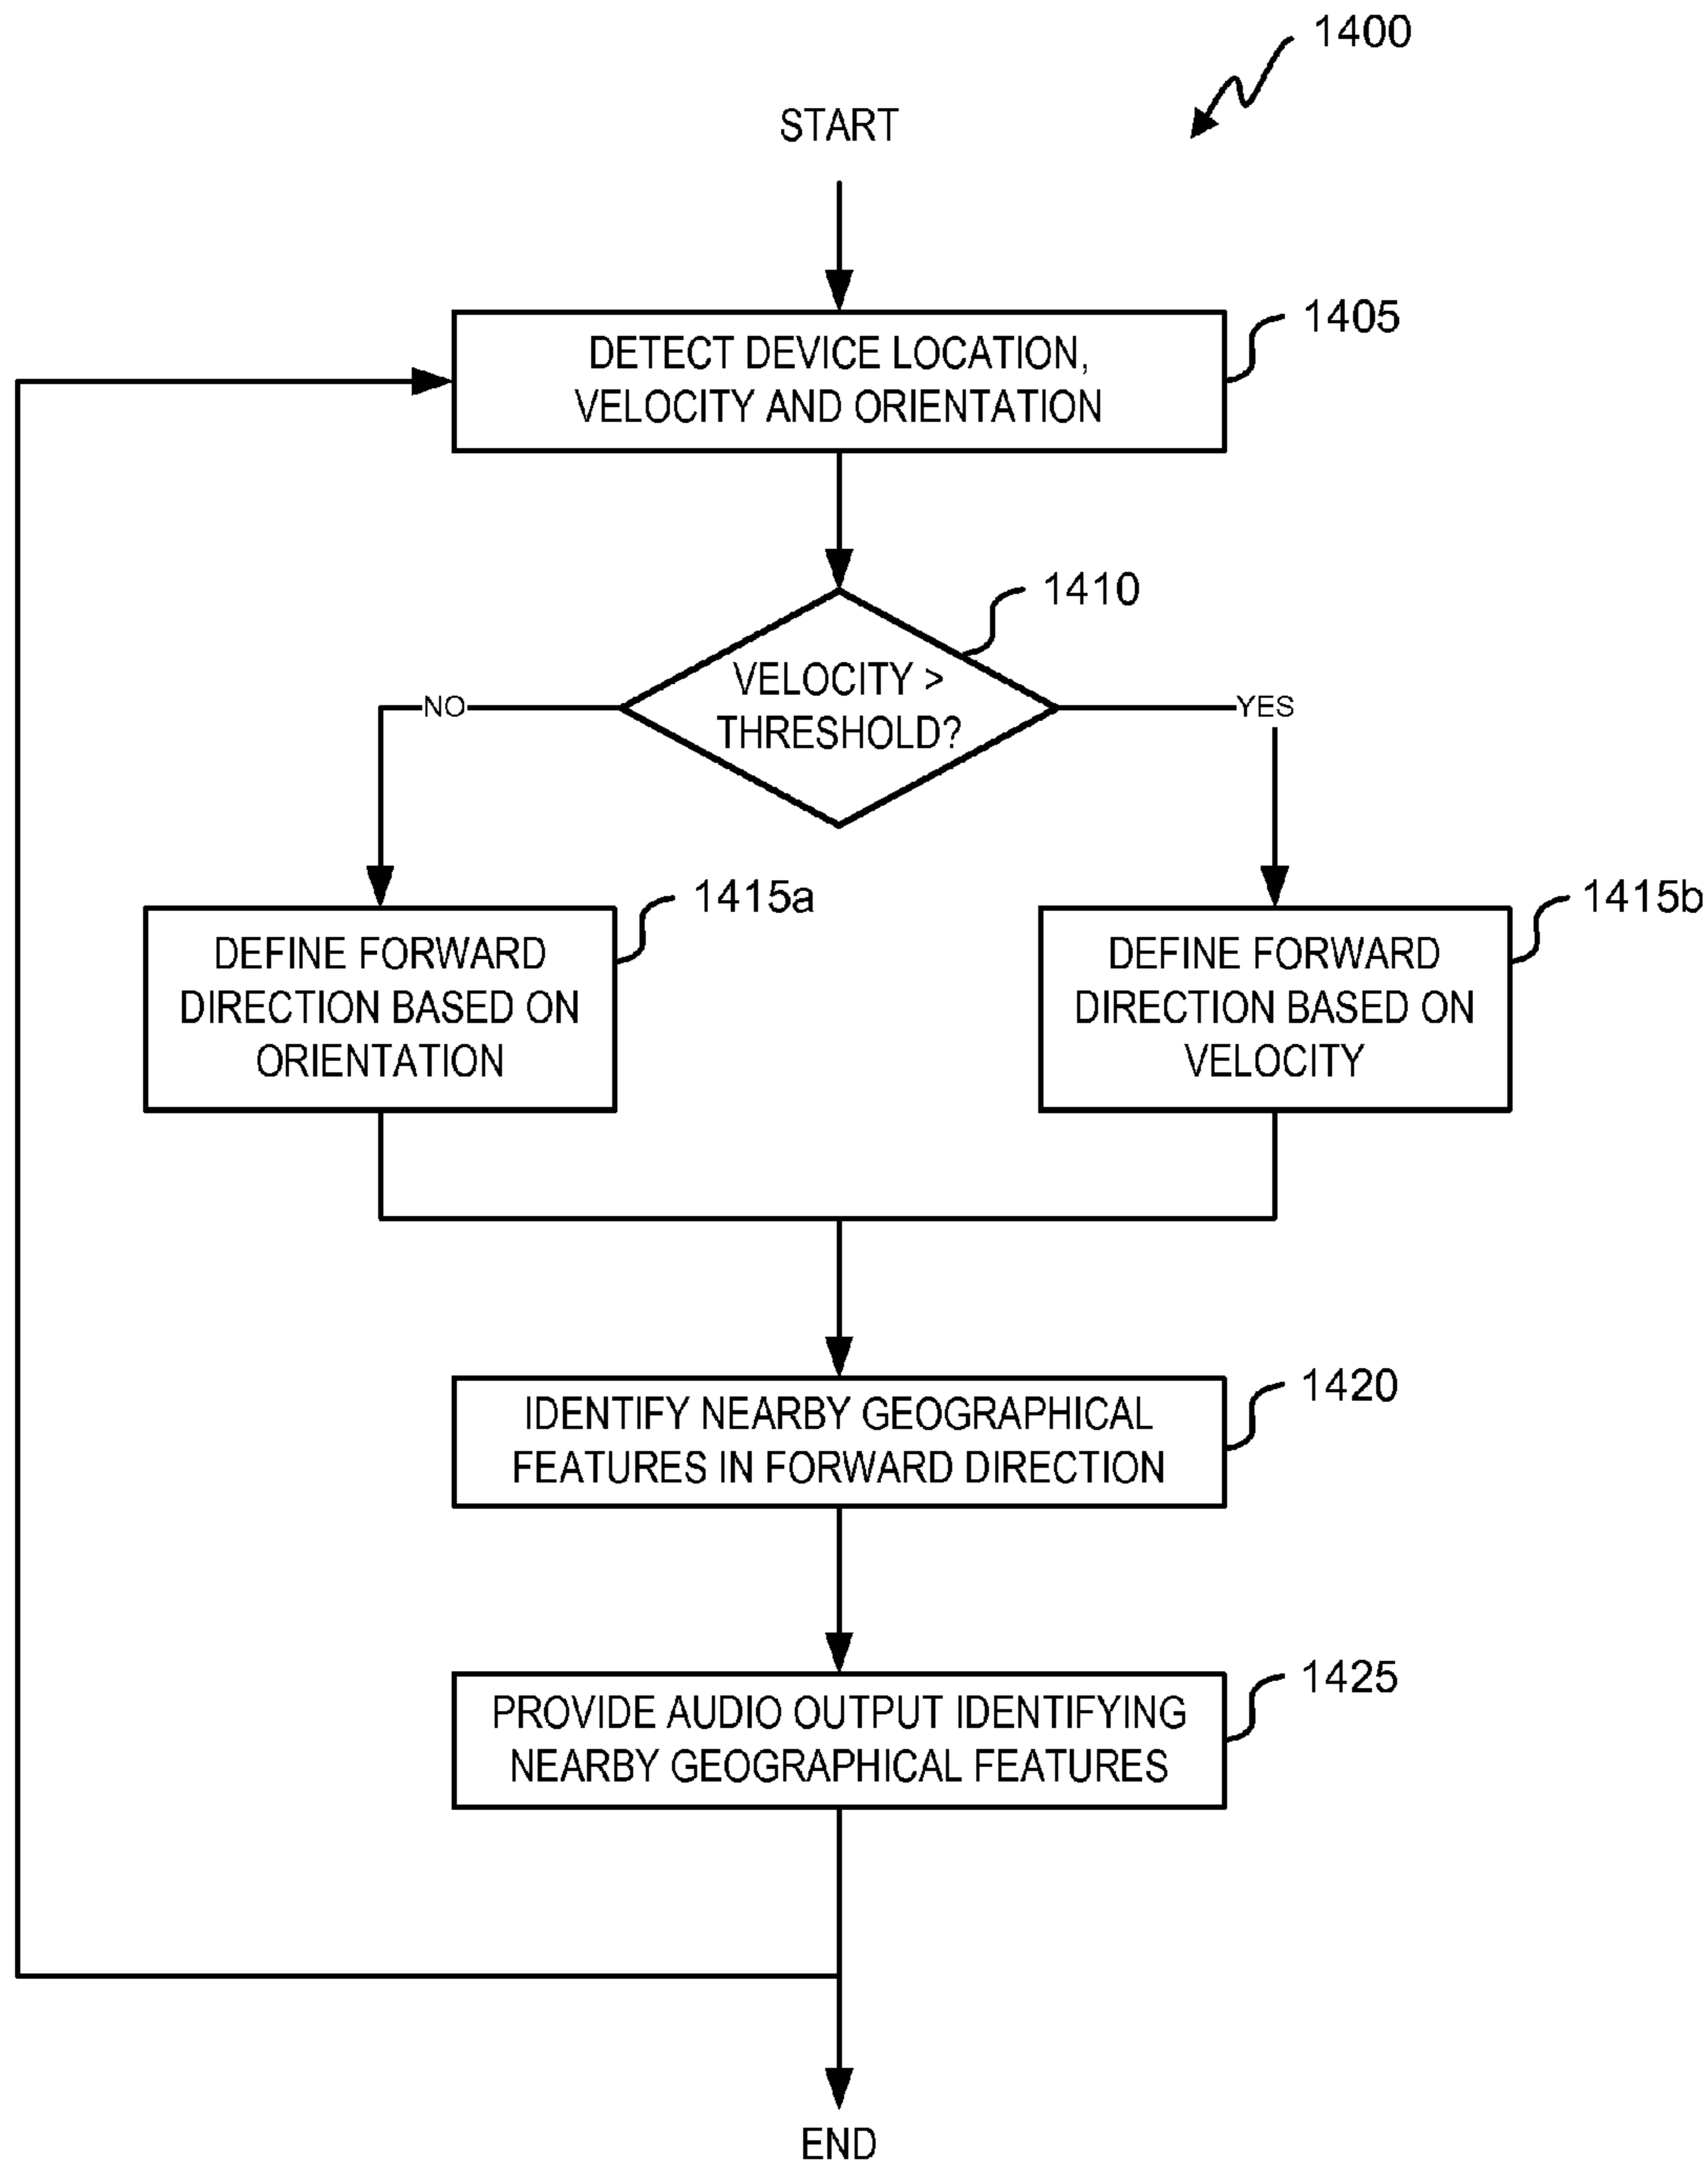 1400
START
DETECT DEVICE LOCATION,
VELOCITY AND ORIENTATION
1405
1410
VELOCITY >
THRESHOLD?
NO
YES
1415a
DEFINE FORWARD
DIRECTION BASED ON
ORIENTATION
1415b
DEFINE FORWARD
DIRECTION BASED ON
VELOCITY
IDENTIFY NEARBY GEOGRAPHICAL
FEATURES IN FORWARD DIRECTION
1420
PROVIDE AUDIO OUTPUT IDENTIFYING
NEARBY GEOGRAPHICAL FEATURES
1425
END